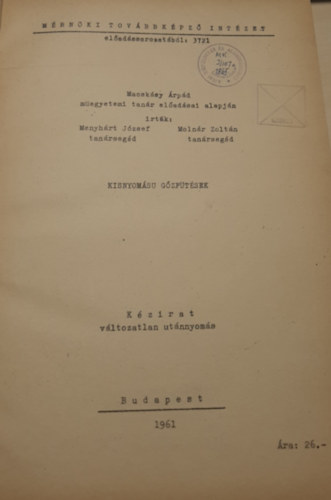 MÉRNÖKI TOVÁBBKÉPZŐ INTÉZET
előadássorozatából: 3721
Macskásy Árpád
műegyetemi tanár előadásai alapján
írták:
Menyhárt József Molnár Zoltán
tanársegéd tanársegéd
KISNYOMÁSU GŐZFŰTÉSEK
Kézirat
változatlan utánnyomás
Budapest
1961
Ára: 26.-